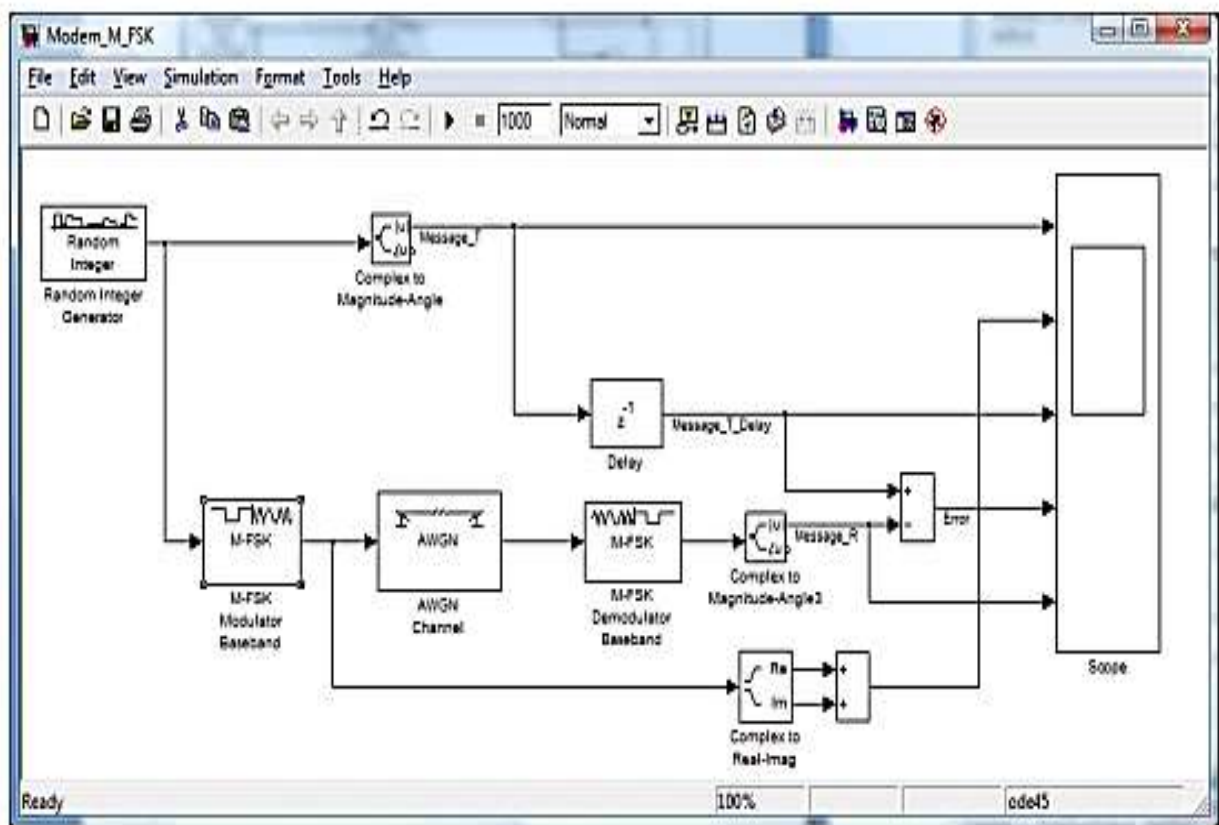 Modem_M_FSK
File Edit View Simulation Format Tools Help
1000 Normal
Random
Integer
Random Integer
Generator
|u|
∠u
Message_T
Complex to
Magnitude-Angle
z-1
Message_T_Delay
Delay
M-FSK
M-FSK
Modulator
Baseband
AWGN
AWGN
Channel
M-FSK
M-FSK
Demodulator
Baseband
|u|
∠u
Message_R
Complex to
Magnitude-Angle3
+
-
Error
Re
Im
+
+
Complex to
Real-Imag
Scope
Ready 100% ode45